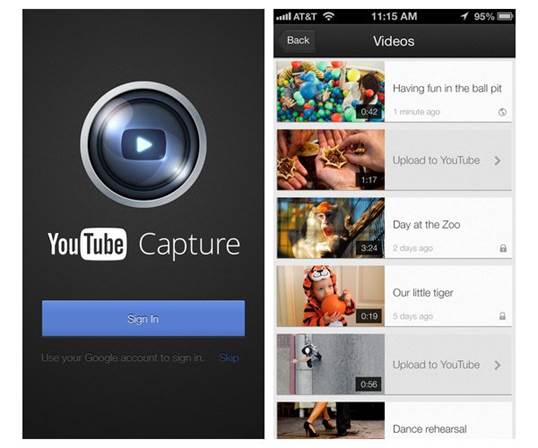 YouTube Capture
Sign In
Use your Google account to sign in. Skip
AT&T 11:15 AM 95%
Back Videos
0:42
Having fun in the ball pit
1 minute ago
1:17
Upload to YouTube
3:24
Day at the Zoo
2 days ago
0:19
Our little tiger
5 days ago
0:56
Upload to YouTube
Dance rehearsal